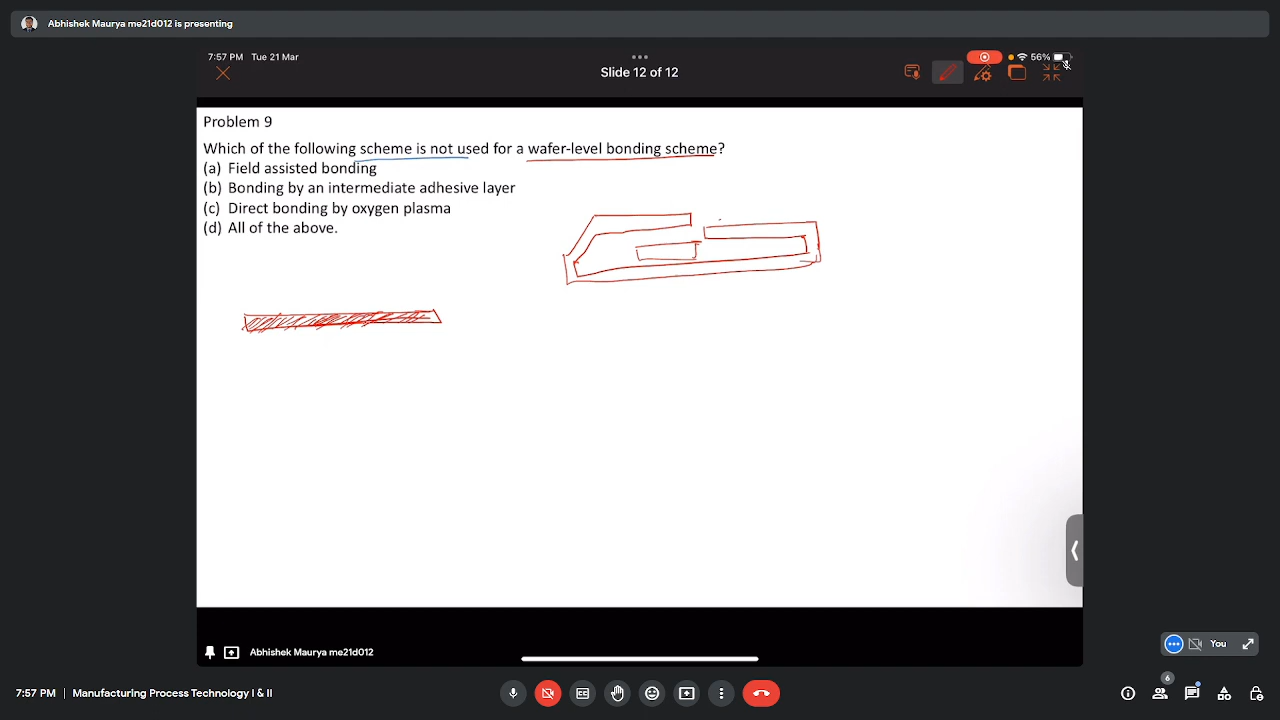 Abhishek Maurya me21d012 is presenting
7:57 PM Tue 21 Mar
56%
Slide 12 of 12
Problem 9
Which of the following scheme is not used for a wafer-level bonding scheme?
(a) Field assisted bonding
(b) Bonding by an intermediate adhesive layer
(c) Direct bonding by oxygen plasma
(d) All of the above.
You
Abhishek Maurya me21d012
6
7:57 PM | Manufacturing Process Technology I & II